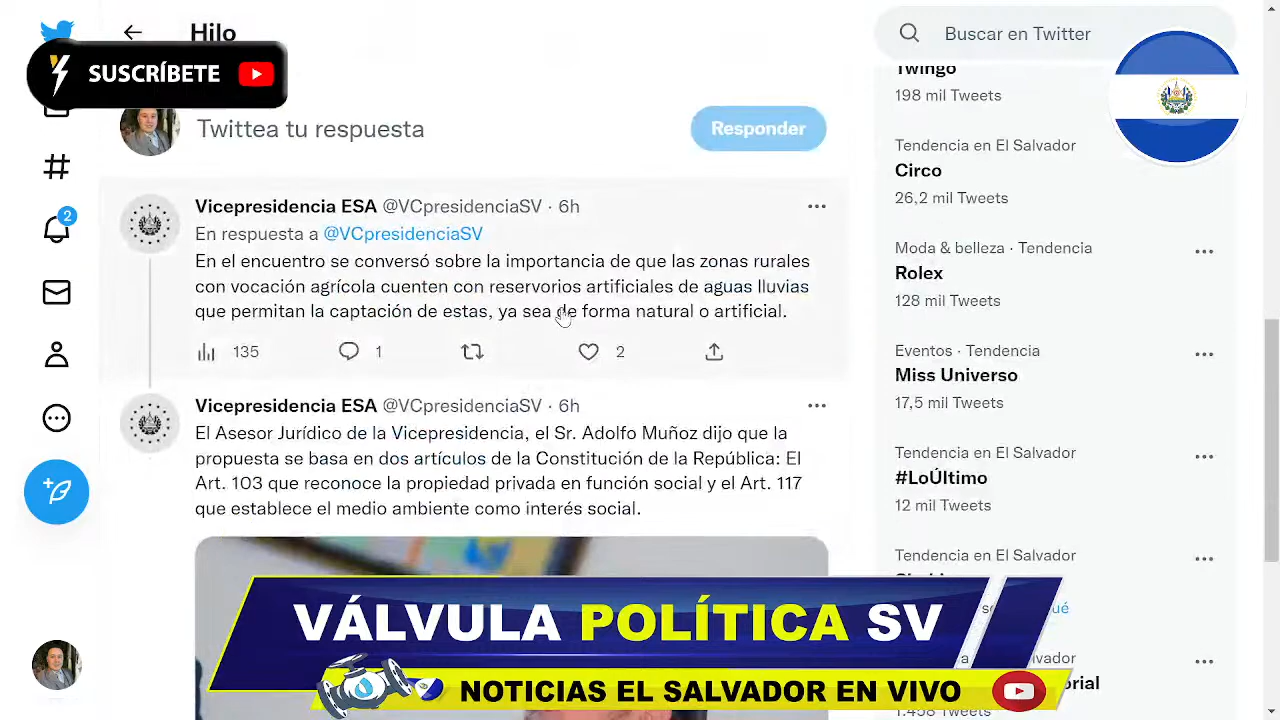 Hilo
SUSCRÍBETE
Twittea tu respuesta
Responder
Vicepresidencia ESA @VCpresidenciaSV · 6h
En respuesta a @VCpresidenciaSV
En el encuentro se conversó sobre la importancia de que las zonas rurales
con vocación agrícola cuenten con reservorios artificiales de aguas lluvias
que permitan la captación de estas, ya sea de forma natural o artificial.
135 1 2
Vicepresidencia ESA @VCpresidenciaSV · 6h
El Asesor Jurídico de la Vicepresidencia, el Sr. Adolfo Muñoz dijo que la
propuesta se basa en dos artículos de la Constitución de la República: El
Art. 103 que reconoce la propiedad privada en función social y el Art. 117
que establece el medio ambiente como interés social.
2
Buscar en Twitter
Twingo
198 mil Tweets
Tendencia en El Salvador
Circo
26,2 mil Tweets
Moda & belleza · Tendencia
Rolex
128 mil Tweets
Eventos · Tendencia
Miss Universo
17,5 mil Tweets
Tendencia en El Salvador
#LoÚltimo
12 mil Tweets
Tendencia en El Salvador
VÁLVULA POLÍTICA SV
NOTICIAS EL SALVADOR EN VIVO